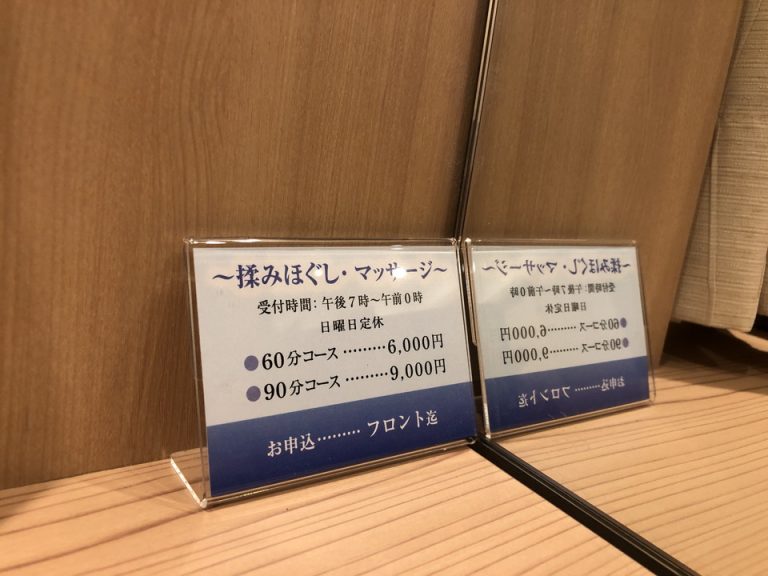 ～揉みほぐし・マッサージ～
受付時間：午後７時～午前０時
日曜日定休
●60分コース………6,000円
●90分コース………9,000円
お申込………フロント迄